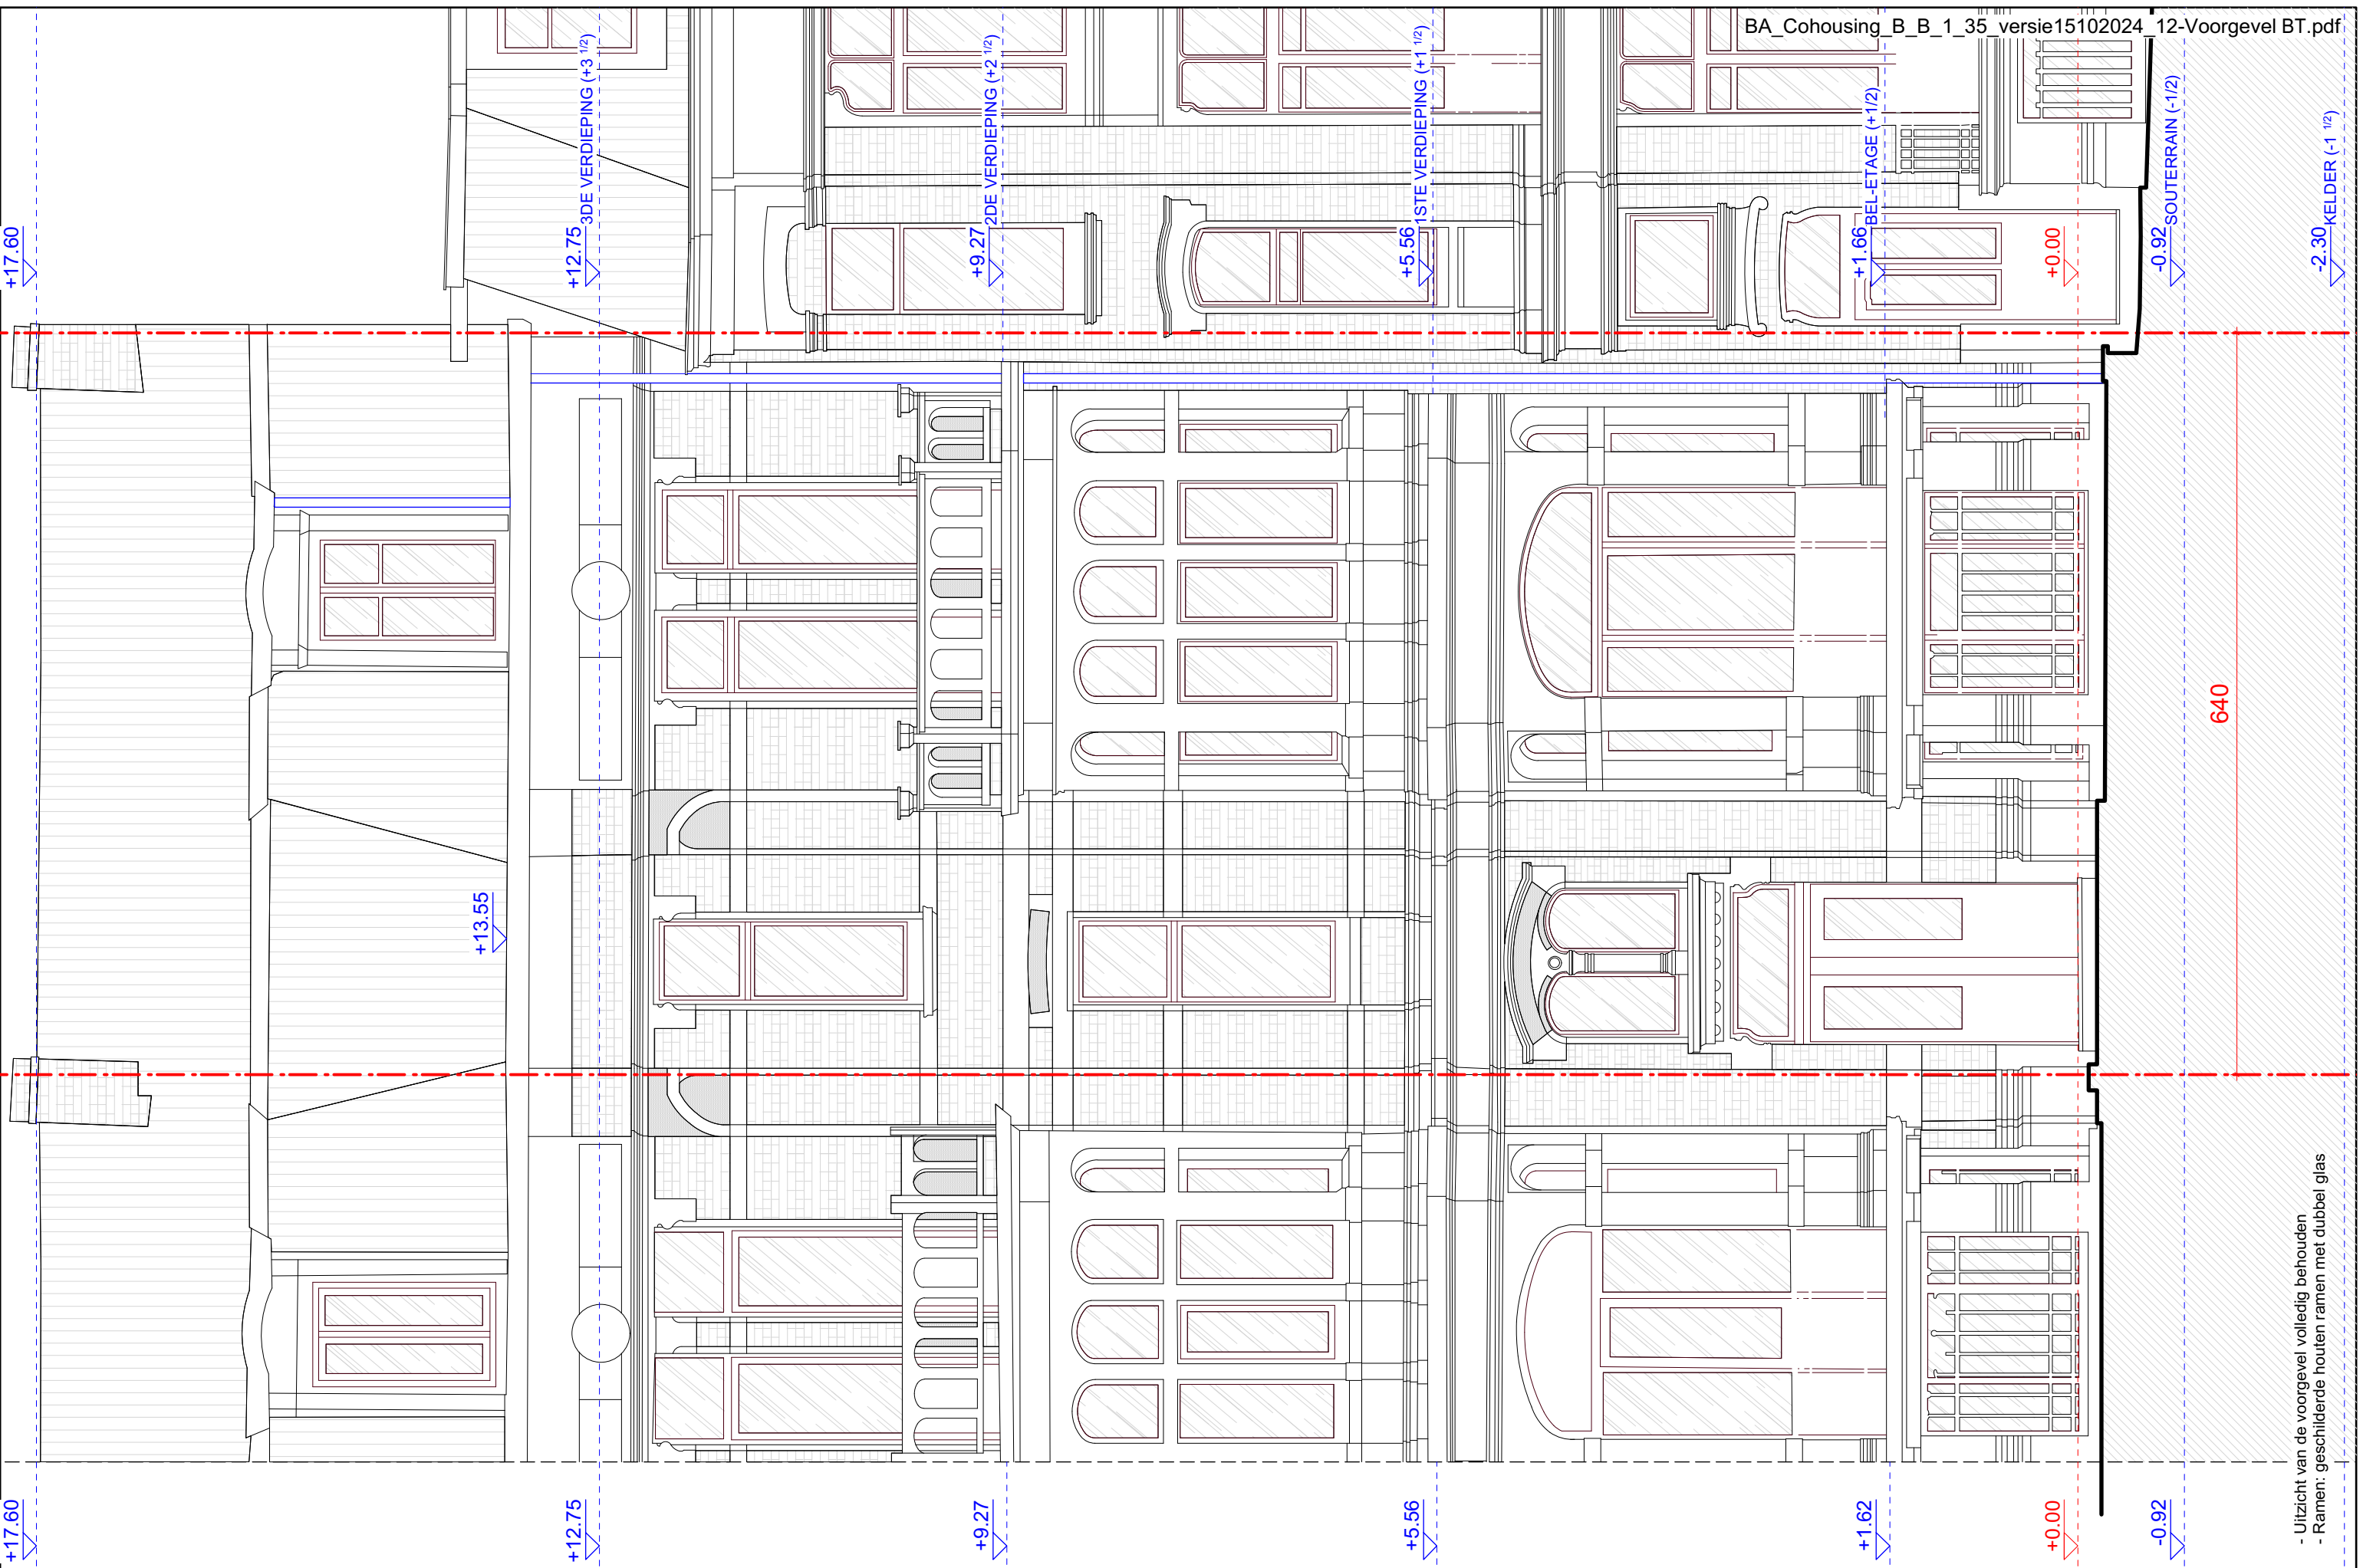 BA_Cohousing_B_B_1_35_versie15102024_12-Voorgevel BT.pdf
+17.60
+12.75
3DE VERDIEPING (+3 1/2)
+9.27
2DE VERDIEPING (+2 1/2)
+5.56
1STE VERDIEPING (+1 1/2)
+1.66
BEL-ETAGE (+1/2)
+0.00
-0.92
SOUTERRAIN (-1/2)
-2.30
KELDER (-1 1/2)
+13.55
640
+17.60
+12.75
+9.27
+5.56
+1.62
+0.00
-0.92
- Uitzicht van de voorgevel volledig behouden
- Ramen: geschilderde houten ramen met dubbel glas